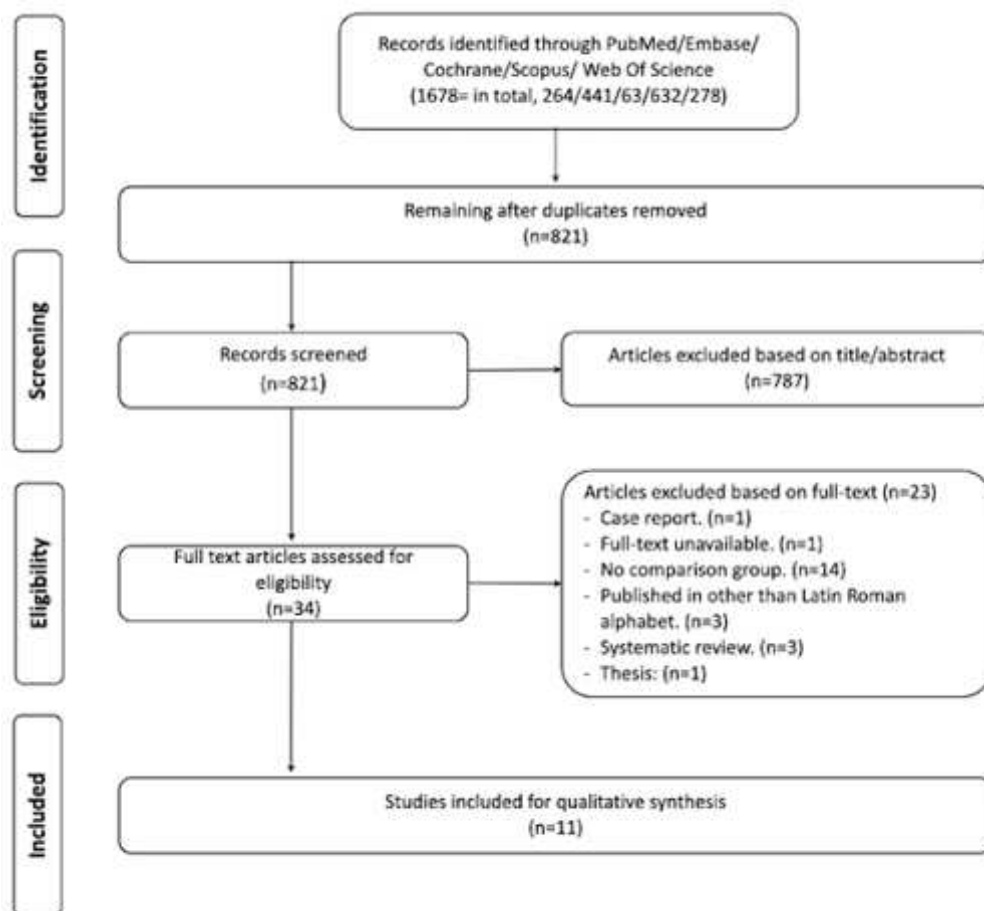 Identification
Records identified through PubMed/Embase/
Cochrane/Scopus/ Web Of Science
(1678= in total, 264/441/63/632/278)
Remaining after duplicates removed
(n=821)
Screening
Records screened
(n=821)
Articles excluded based on title/abstract
(n=787)
Eligibility
Full text articles assessed for
eligibility
(n=34)
Articles excluded based on full-text (n=23)
- Case report. (n=1)
- Full-text unavailable. (n=1)
- No comparison group. (n=14)
- Published in other than Latin Roman
alphabet. (n=3)
- Systematic review. (n=3)
- Thesis: (n=1)
Included
Studies included for qualitative synthesis
(n=11)